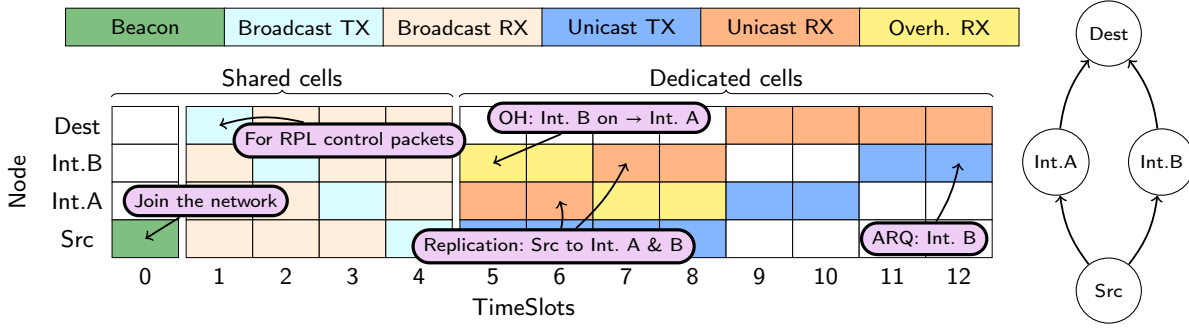 Beacon Broadcast TX Broadcast RX Unicast TX Unicast RX Overh. RX
Shared cells Dedicated cells
Node
Dest
Int.B
Int.A
Src
OH: Int. B on → Int. A
For RPL control packets
Join the network
Replication: Src to Int. A & B
ARQ: Int. B
0 1 2 3 4 5 6 7 8 9 10 11 12
TimeSlots
Dest
Int.A Int.B
Src